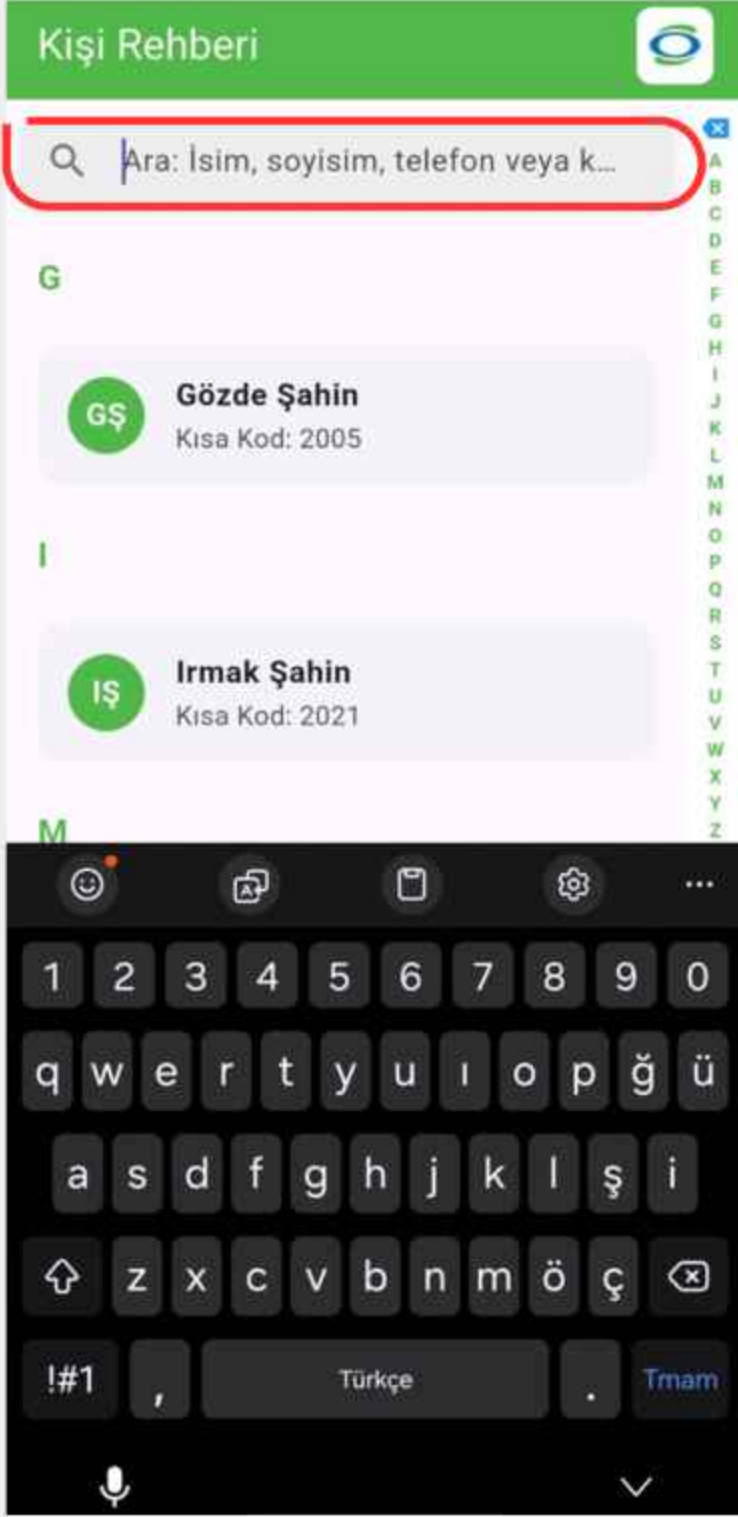 Kişi Rehberi
Ara: İsim, soyisim, telefon veya k...
G
GŞ
Gözde Şahin
Kısa Kod: 2005
I
IŞ
Irmak Şahin
Kısa Kod: 2021
M
A
B
C
D
E
F
G
H
I
J
K
L
M
N
O
P
Q
R
S
T
U
V
W
X
Y
Z
1 2 3 4 5 6 7 8 9 0
q w e r t y u ı o p ğ ü
a s d f g h j k l ş i
z x c v b n m ö ç
!#1 , Türkçe . Tmam